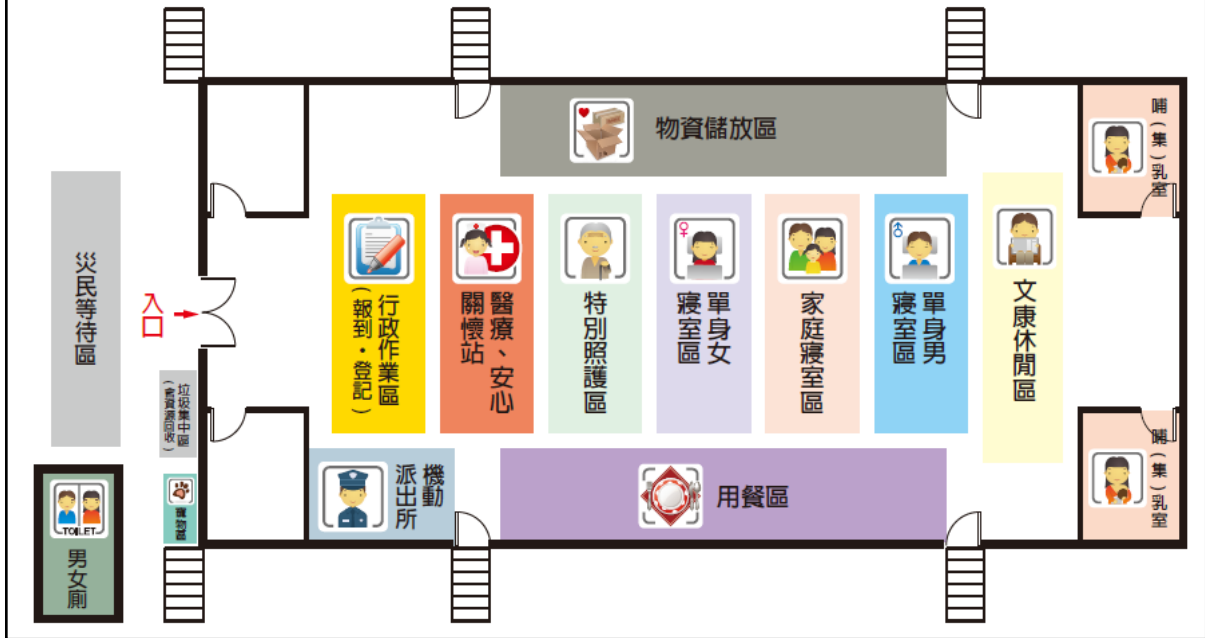 物資儲放區
哺(集)乳室
災民等待區
入口
行政作業區
(報到・登記)
醫療、安心
關懷站
特別照護區
單身女
寢室區
家庭寢室區
單身男
寢室區
文康休閒區
垃圾集中區
(含資源回收)
機動
派出所
用餐區
哺(集)乳室
TOILET
男女廁
寵物區